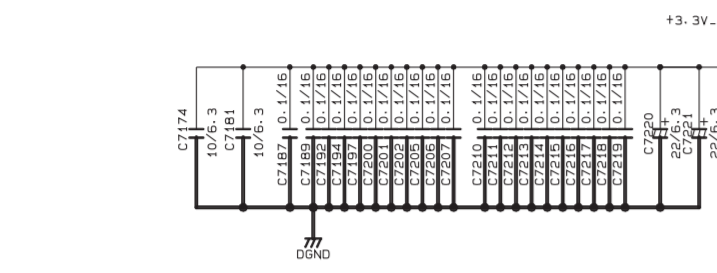 +3.3V-
C7174
10/6.3
C7181
10/6.3
C7187 0.1/16
C7189 0.1/16
C7192 0.1/16
C7194 0.1/16
C7197 0.1/16
C7200 0.1/16
C7201 0.1/16
C7202 0.1/16
C7205 0.1/16
C7206 0.1/16
C7207 0.1/16
C7210 0.1/16
C7211 0.1/16
C7212 0.1/16
C7213 0.1/16
C7214 0.1/16
C7215 0.1/16
C7216 0.1/16
C7217 0.1/16
C7218 0.1/16
C7219 0.1/16
C7220
+
22/6.3
C7221
+
22/6.3
DGND